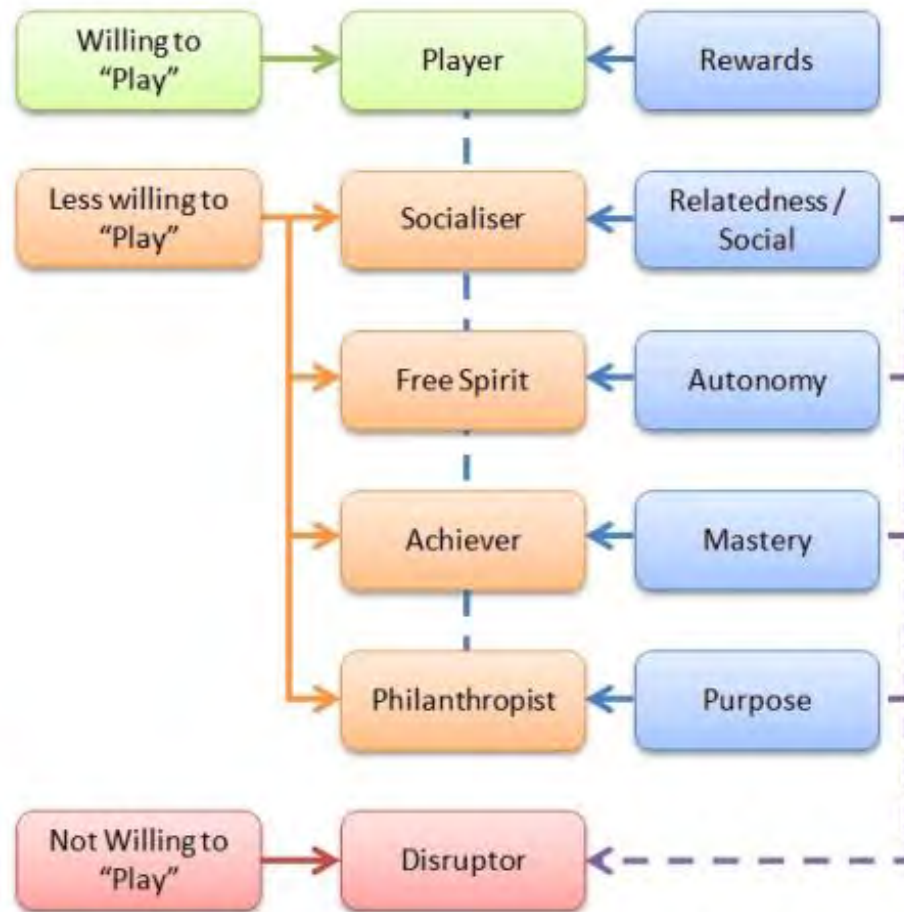 Willing to
“Play”
Player
Rewards
Less willing to
“Play”
Socialiser
Relatedness /
Social
Free Spirit
Autonomy
Achiever
Mastery
Philanthropist
Purpose
Not Willing to
“Play”
Disruptor